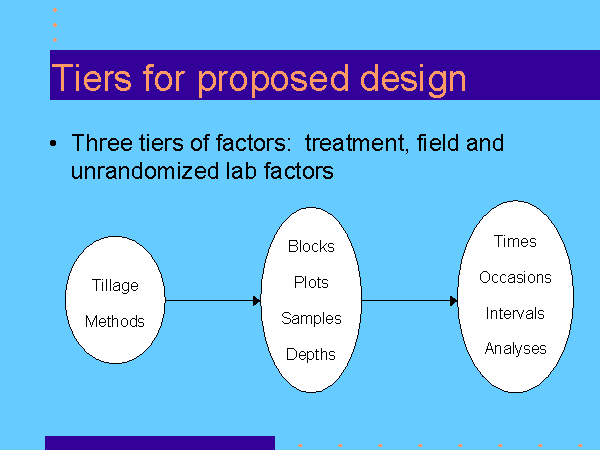 Tiers for proposed design
• Three tiers of factors: treatment, field and
unrandomized lab factors
Tillage
Methods
Blocks
Plots
Samples
Depths
Times
Occasions
Intervals
Analyses